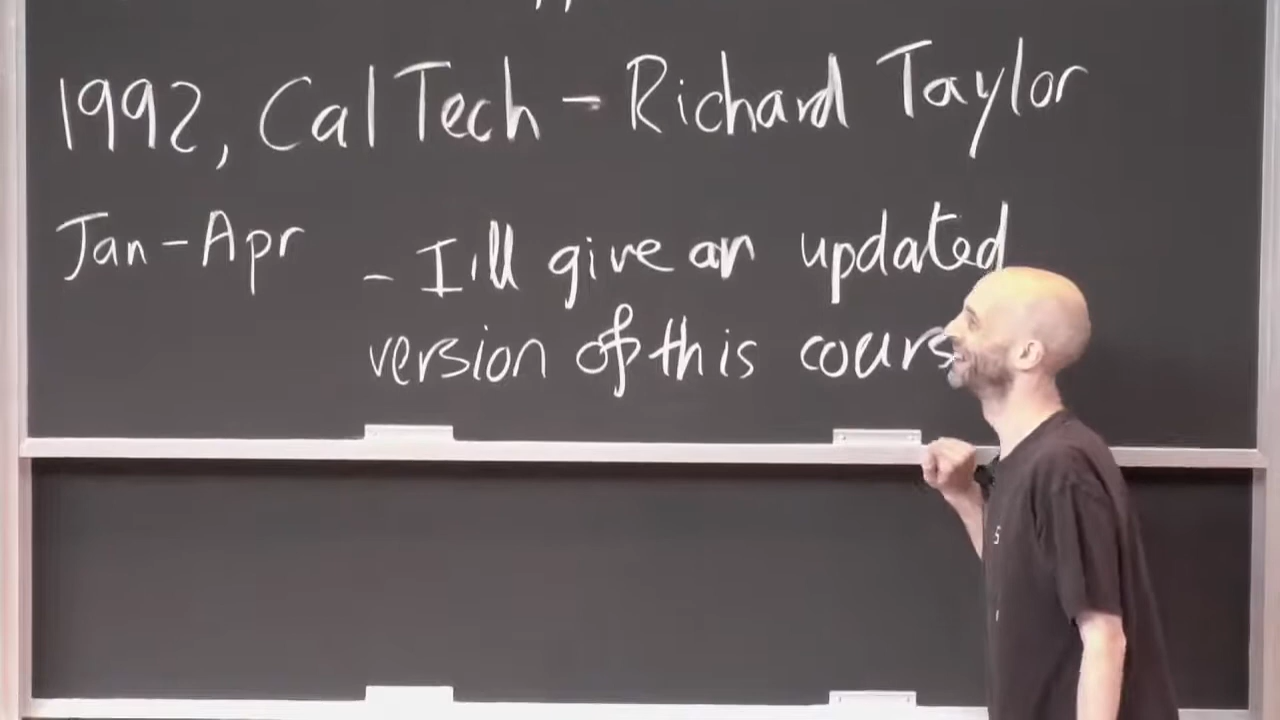 1992, CalTech - Richard Taylor
Jan-Apr
- I'll give an updated
version of this cours